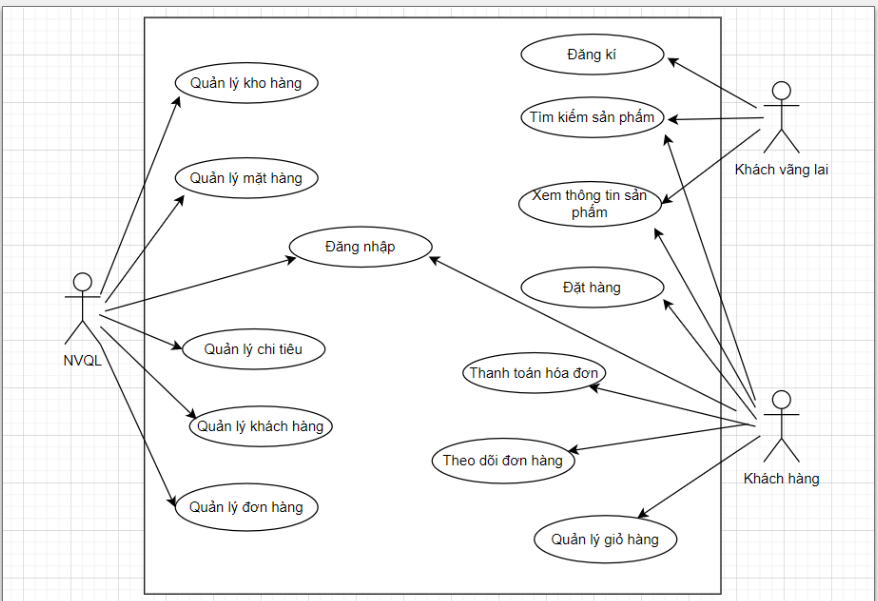 Đăng kí
Quản lý kho hàng
Tìm kiếm sản phẩm
Khách vãng lai
Quản lý mặt hàng
Xem thông tin sản
phẩm
Đăng nhập
Đặt hàng
Quản lý chi tiêu
NVQL
Thanh toán hóa đơn
Quản lý khách hàng
Theo dõi đơn hàng
Khách hàng
Quản lý đơn hàng
Quản lý giỏ hàng